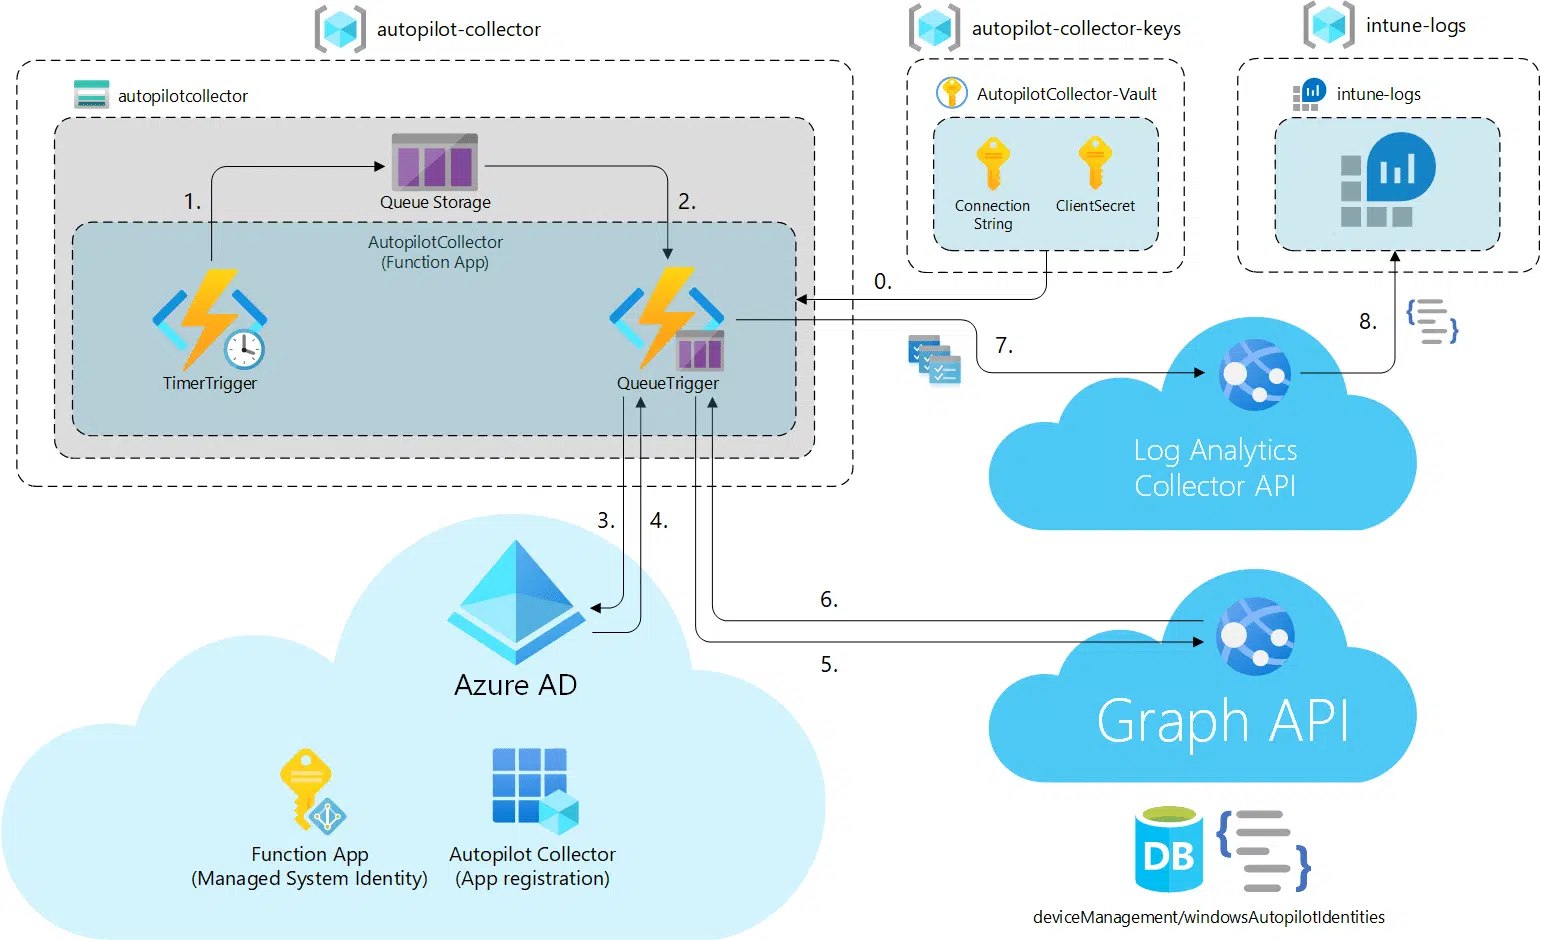 autopilot-collector
autopilot-collector-keys
intune-logs
autopilotcollector
AutopilotCollector-Vault
intune-logs
1.
Queue Storage
2.
Connection
String
ClientSecret
AutopilotCollector
(Function App)
0.
TimerTrigger
QueueTrigger
7.
8.
Log Analytics
Collector API
3.
4.
Azure AD
6.
5.
Graph API
Function App
(Managed System Identity)
Autopilot Collector
(App registration)
DB
deviceManagement/windowsAutopilotIdentities